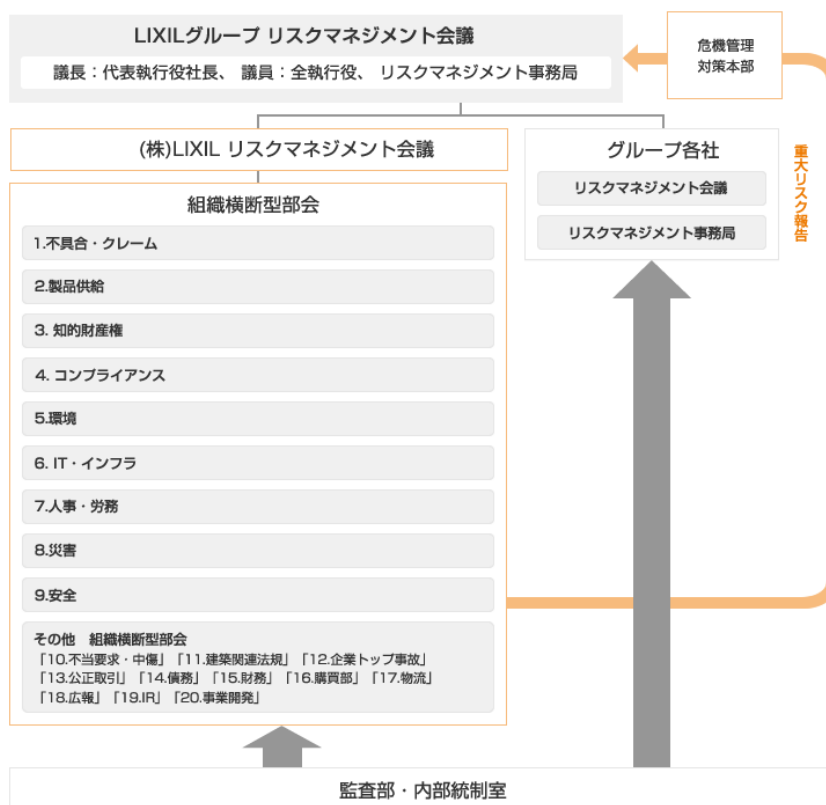 LIXILグループ リスクマネジメント会議
議長：代表執行役社長、 議員：全執行役、 リスクマネジメント事務局
危機管理
対策本部
(株)LIXIL リスクマネジメント会議
グループ各社
リスクマネジメント会議
リスクマネジメント事務局
重大リスク報告
組織横断型部会
1.不具合・クレーム
2.製品供給
3. 知的財産権
4. コンプライアンス
5.環境
6. IT・インフラ
7.人事・労務
8.災害
9.安全
その他　組織横断型部会
「10.不当要求・中傷」「11.建築関連法規」「12.企業トップ事故」
「13.公正取引」「14.債務」「15.財務」「16.購買部」「17.物流」
「18.広報」「19.IR」「20.事業開発」
監査部・内部統制室